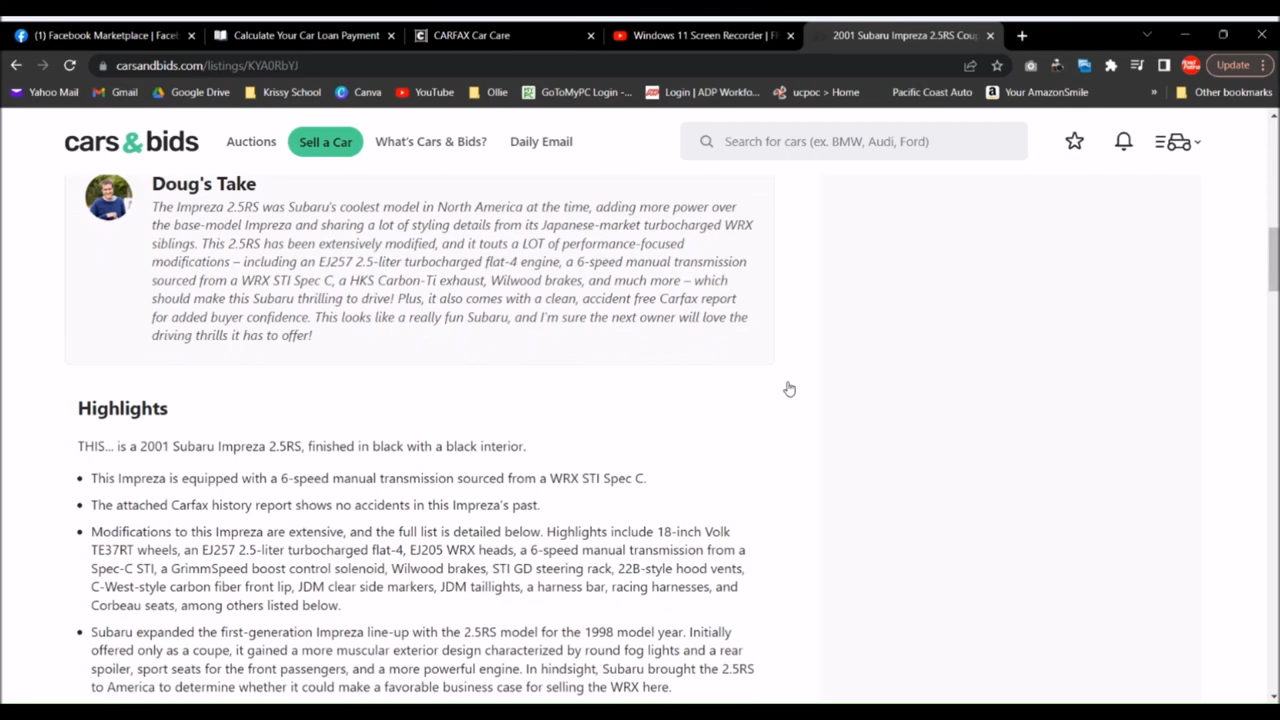 (1) Facebook Marketplace | Facel
Calculate Your Car Loan Payment
CARFAX Car Care
Windows 11 Screen Recorder | FF
2001 Subaru Impreza 2.5RS Coup
carsandbids.com/listings/KYA0RbYJ
Update
Yahoo Mail
Gmail
Google Drive
Krissy School
Canva
YouTube
Ollie
GoToMyPC Login -...
Login | ADP Workfo...
ucpoc > Home
Pacific Coast Auto
Your AmazonSmile
»
Other bookmarks
cars&bids
Auctions
Sell a Car
What's Cars & Bids?
Daily Email
Search for cars (ex. BMW, Audi, Ford)
Doug's Take
The Impreza 2.5RS was Subaru's coolest model in North America at the time, adding more power over
the base-model Impreza and sharing a lot of styling details from its Japanese-market turbocharged WRX
siblings. This 2.5RS has been extensively modified, and it touts a LOT of performance-focused
modifications – including an EJ257 2.5-liter turbocharged flat-4 engine, a 6-speed manual transmission
sourced from a WRX STI Spec C, a HKS Carbon-Ti exhaust, Wilwood brakes, and much more – which
should make this Subaru thrilling to drive! Plus, it also comes with a clean, accident free Carfax report
for added buyer confidence. This looks like a really fun Subaru, and I'm sure the next owner will love the
driving thrills it has to offer!
Highlights
THIS... is a 2001 Subaru Impreza 2.5RS, finished in black with a black interior.
• This Impreza is equipped with a 6-speed manual transmission sourced from a WRX STI Spec C.
• The attached Carfax history report shows no accidents in this Impreza's past.
• Modifications to this Impreza are extensive, and the full list is detailed below. Highlights include 18-inch Volk
TE37RT wheels, an EJ257 2.5-liter turbocharged flat-4, EJ205 WRX heads, a 6-speed manual transmission from a
Spec-C STI, a GrimmSpeed boost control solenoid, Wilwood brakes, STI GD steering rack, 22B-style hood vents,
C-West-style carbon fiber front lip, JDM clear side markers, JDM taillights, a harness bar, racing harnesses, and
Corbeau seats, among others listed below.
• Subaru expanded the first-generation Impreza line-up with the 2.5RS model for the 1998 model year. Initially
offered only as a coupe, it gained a more muscular exterior design characterized by round fog lights and a rear
spoiler, sport seats for the front passengers, and a more powerful engine. In hindsight, Subaru brought the 2.5RS
to America to determine whether it could make a favorable business case for selling the WRX here.